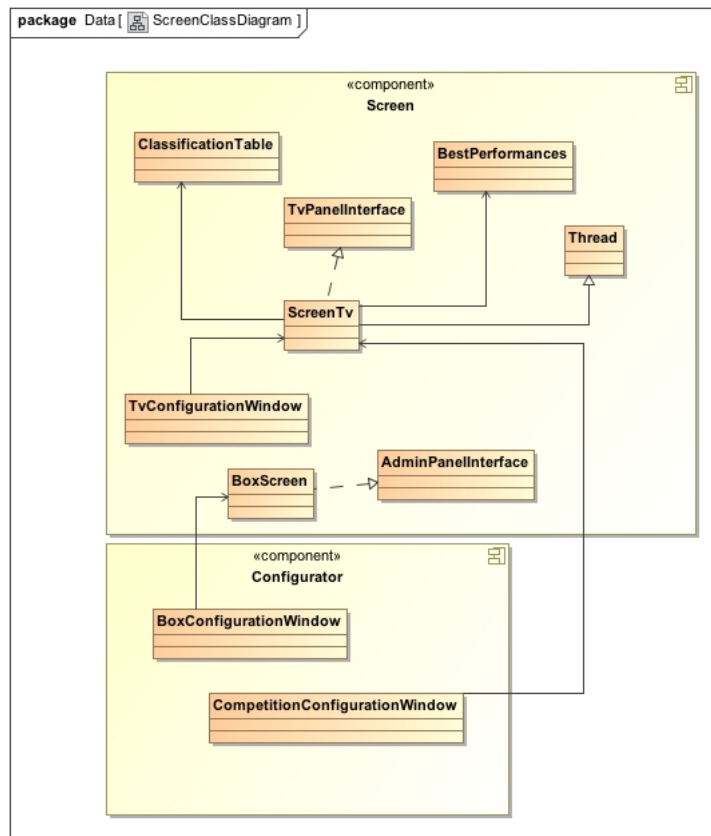 package Data [ ScreenClassDiagram ]
«component»
Screen
ClassificationTable
BestPerformances
TvPanelInterface
Thread
ScreenTv
TvConfigurationWindow
AdminPanelInterface
BoxScreen
«component»
Configurator
BoxConfigurationWindow
CompetitionConfigurationWindow